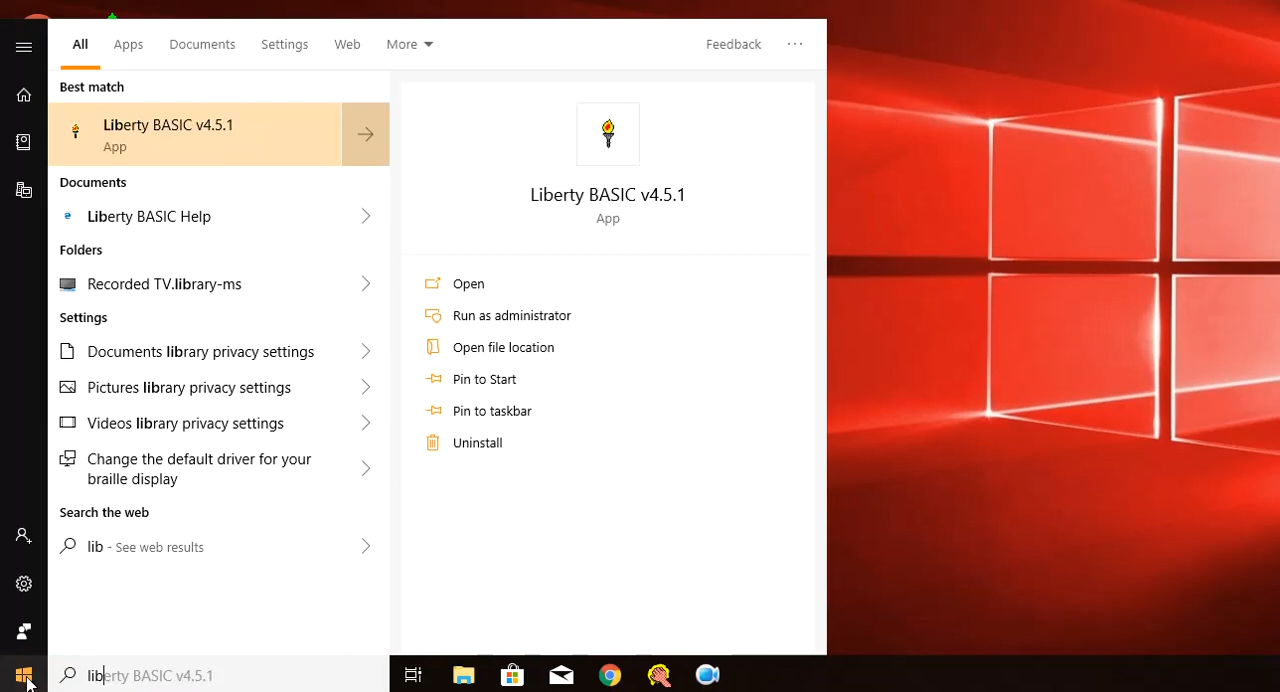 All Apps Documents Settings Web More Feedback ...
Best match
Liberty BASIC v4.5.1
App
Documents
Liberty BASIC Help
Folders
Recorded TV.library-ms
Settings
Documents library privacy settings
Pictures library privacy settings
Videos library privacy settings
Change the default driver for your
braille display
Search the web
lib - See web results
Liberty BASIC v4.5.1
App
Open
Run as administrator
Open file location
Pin to Start
Pin to taskbar
Uninstall
liberty BASIC v4.5.1